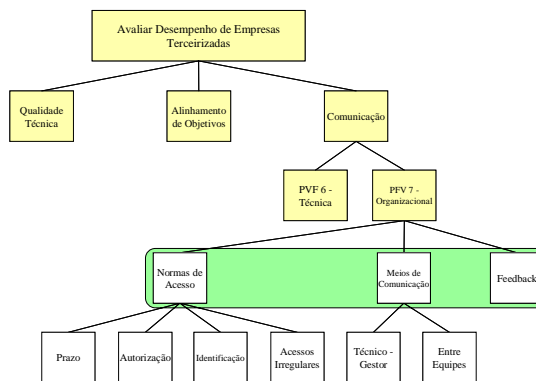 Avaliar Desempenho de Empresas
Terceirizadas
Qualidade
Técnica
Alinhamento
de Objetivos
Comunicação
PVF 6 -
Técnica
PFV 7 -
Organizacional
Normas de
Acesso
Meios de
Comunicação
Feedback
Prazo
Autorização
Identificação
Acessos
Irregulares
Técnico -
Gestor
Entre
Equipes